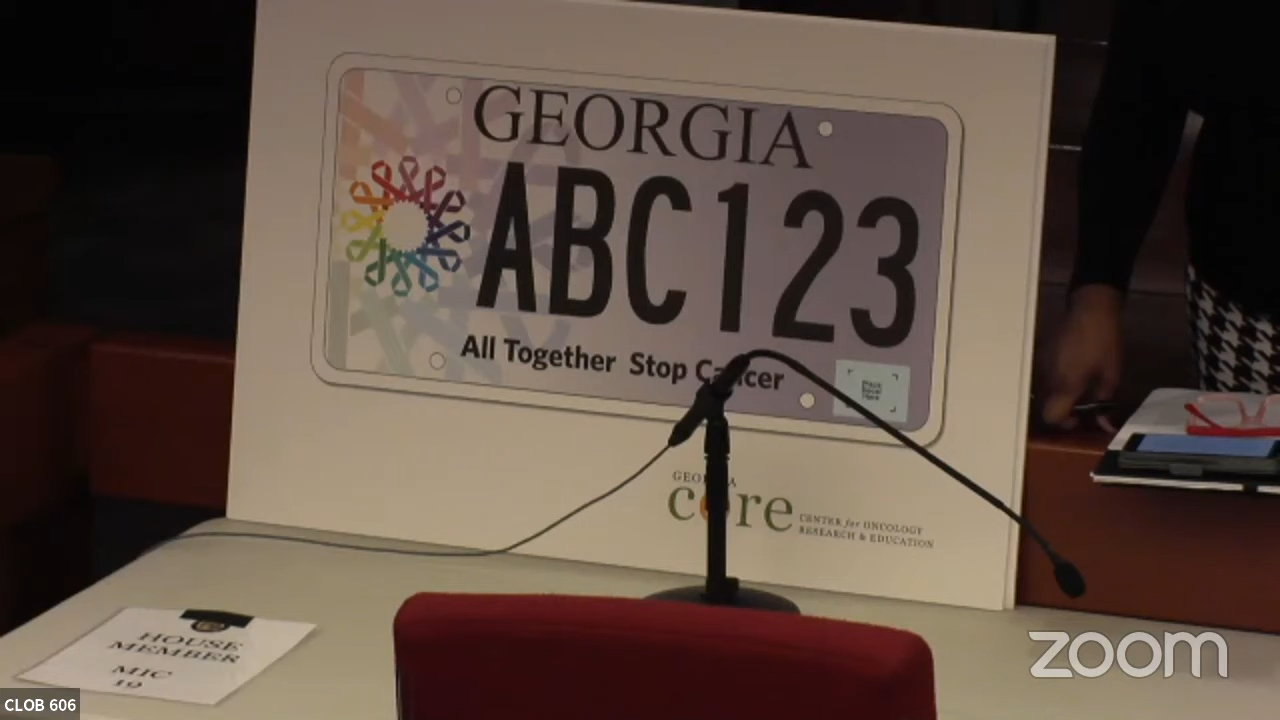 GEORGIA
ABC123
All Together Stop Cancer
GEORGIA
core
CENTER for ONCOLOGY
RESEARCH & EDUCATION
HOUSE
MEMBER
MIC
19
zoom
CLOB 606